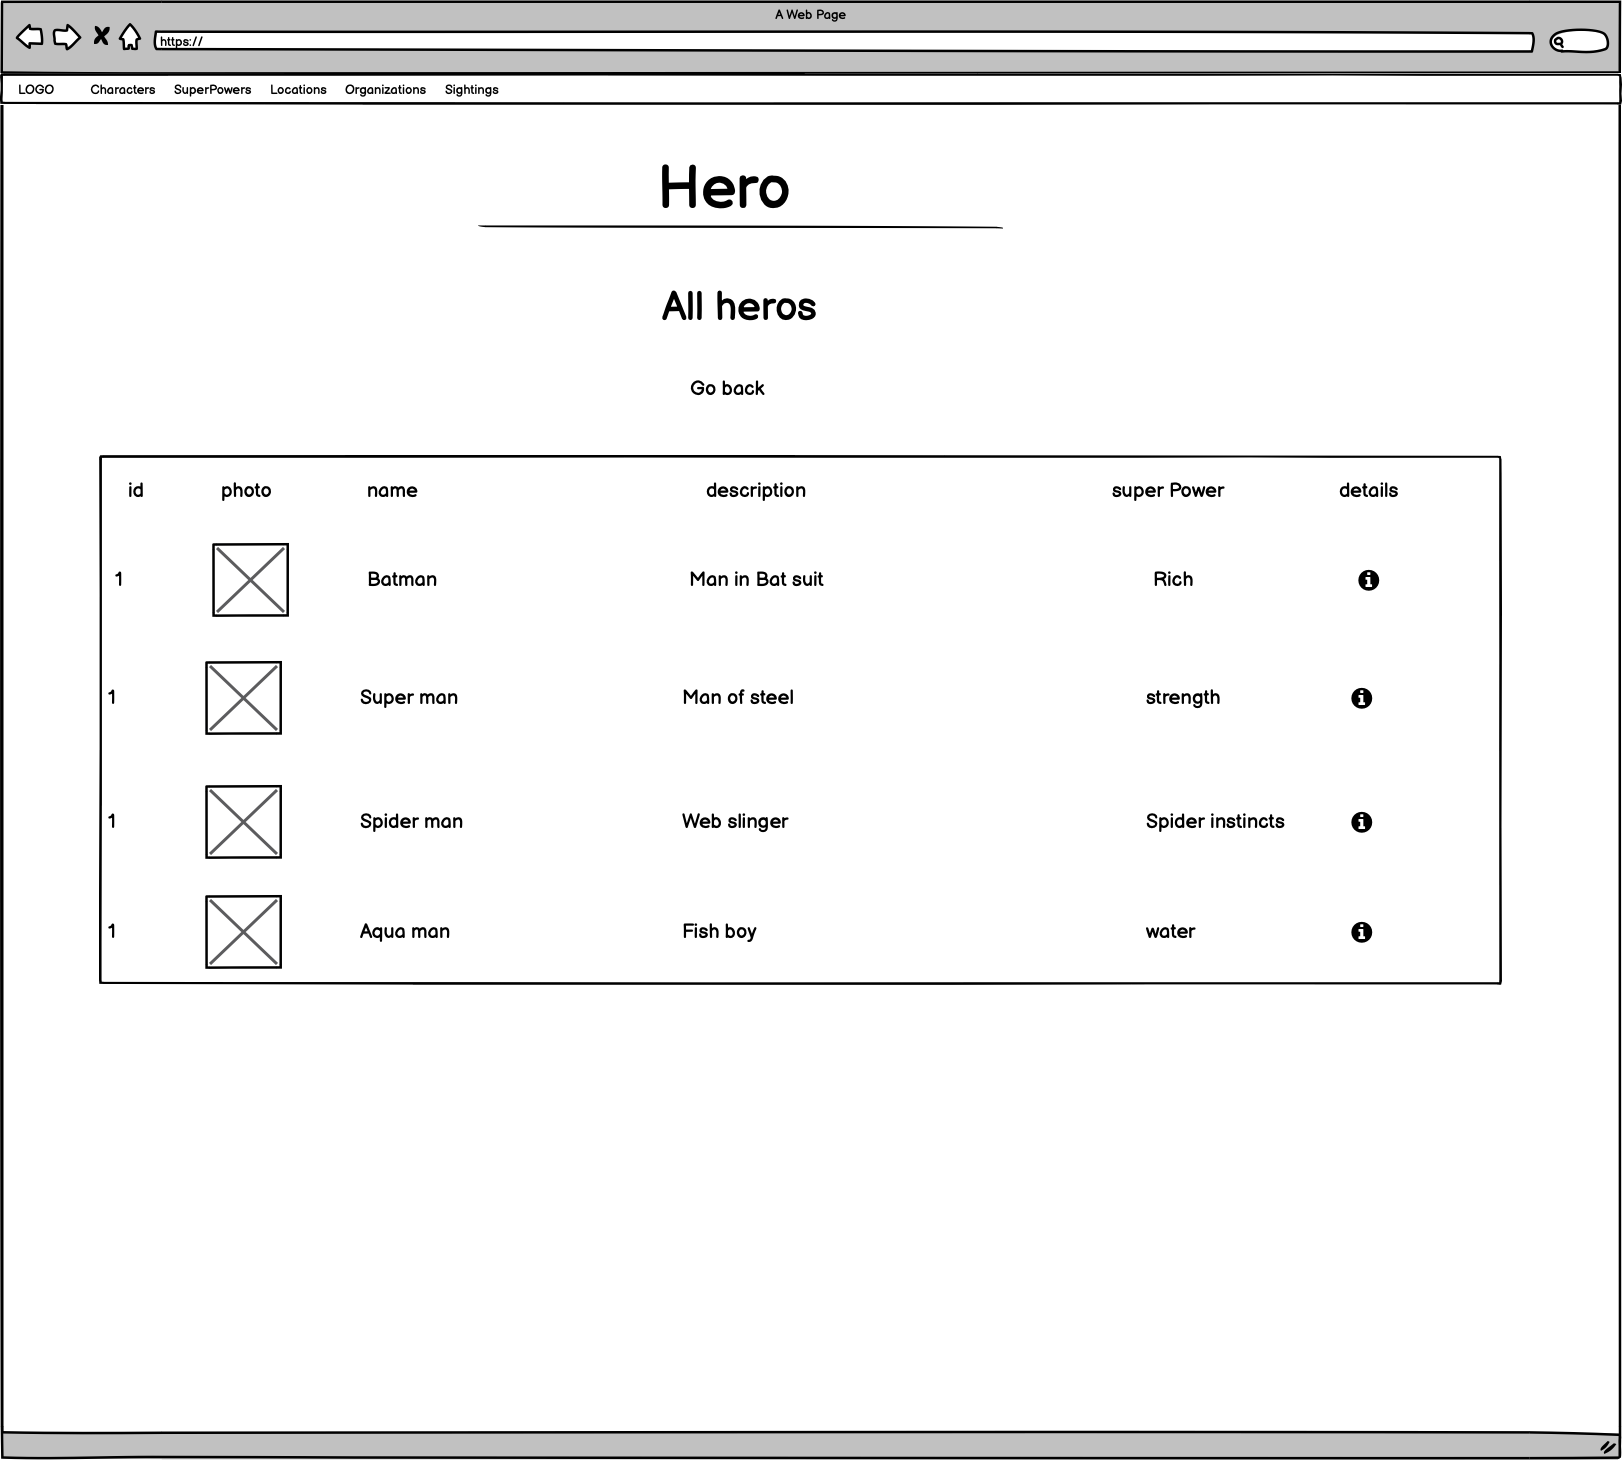 A Web Page
https://
LOGO Characters SuperPowers Locations Organizations Sightings
Hero
All heros
Go back
id photo name description super Power details
1 Batman Man in Bat suit Rich
1 Super man Man of steel strength
1 Spider man Web slinger Spider instincts
1 Aqua man Fish boy water